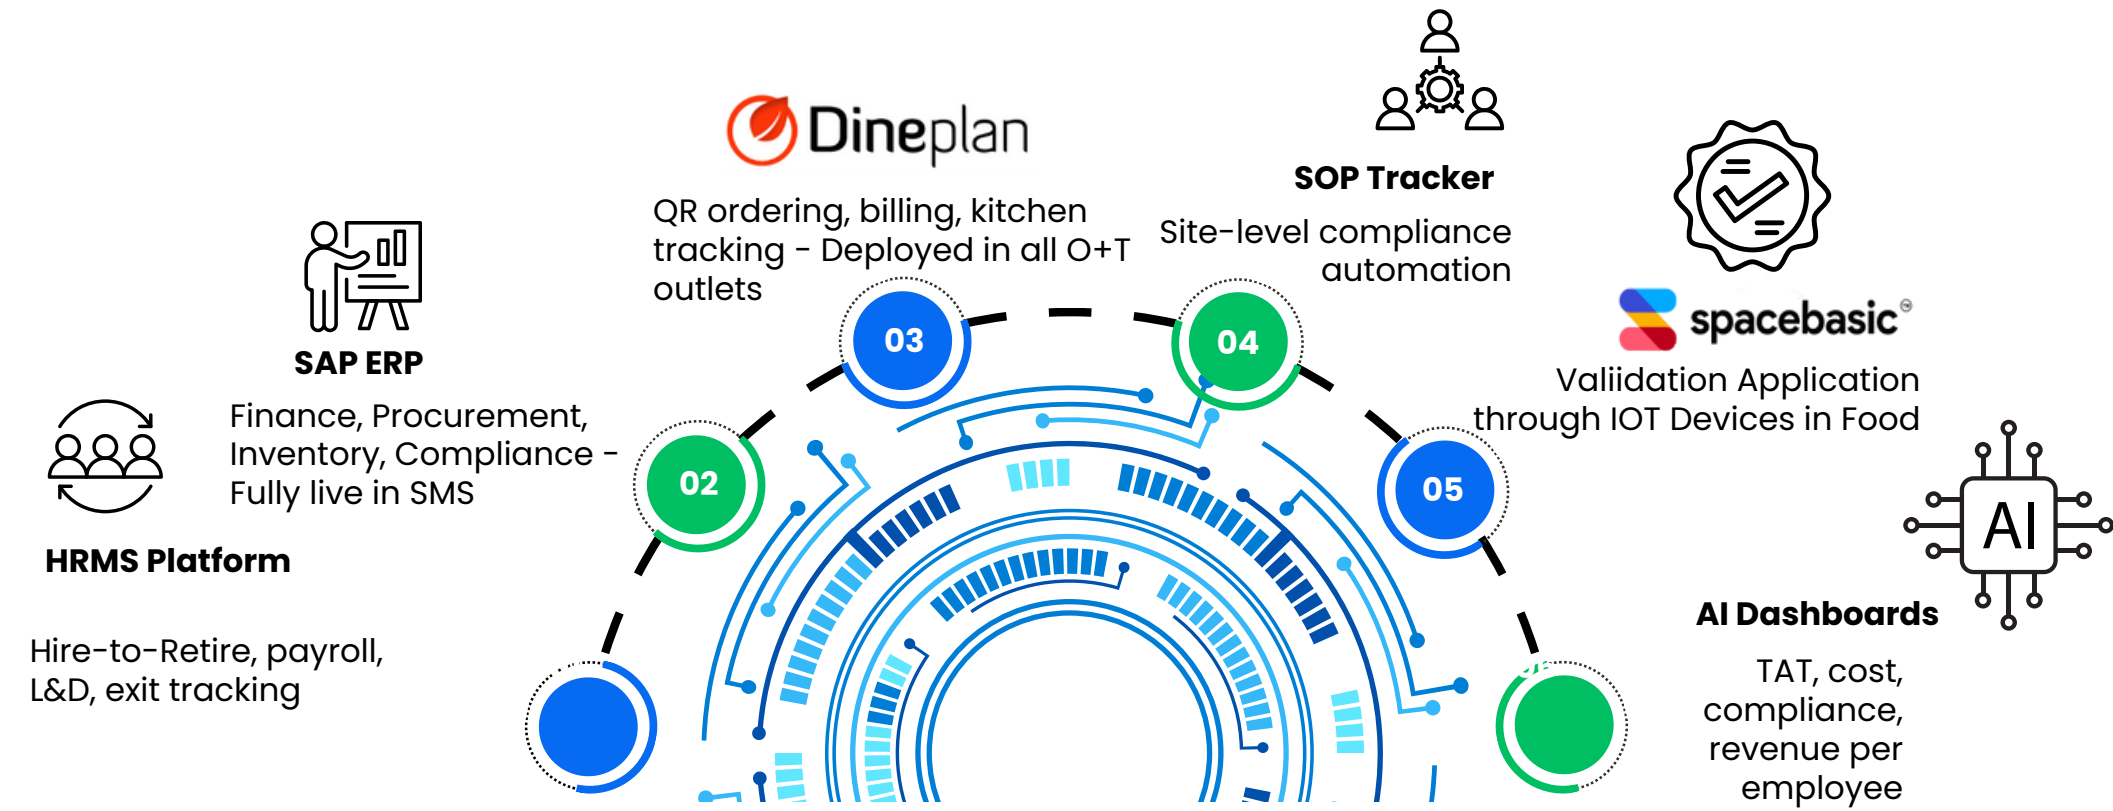 HRMS Platform
Hire-to-Retire, payroll,
L&D, exit tracking
SAP ERP
Finance, Procurement,
Inventory, Compliance -
Fully live in SMS
02
Dineplan
QR ordering, billing, kitchen
tracking - Deployed in all O+T
outlets
03
SOP Tracker
Site-level compliance
automation
04
spacebasic
Valiidation Application
through IOT Devices in Food
05
AI
AI Dashboards
TAT, cost,
compliance,
revenue per
employee